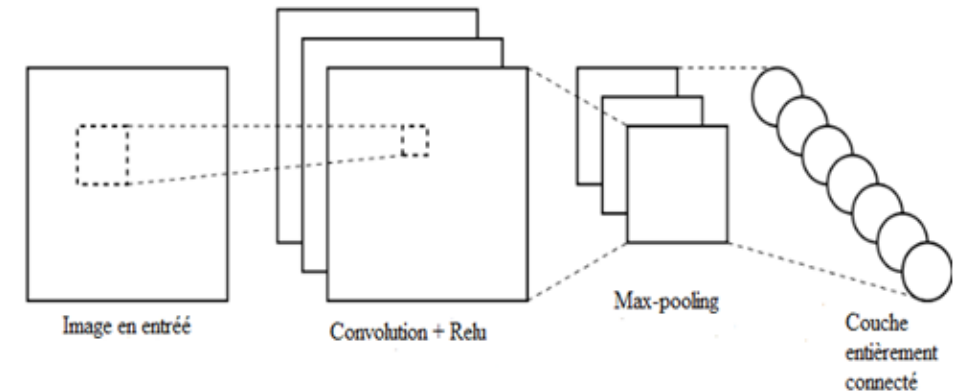 Image en entréé
Convolution + Relu
Max-pooling
Couche
entièrement
connecté